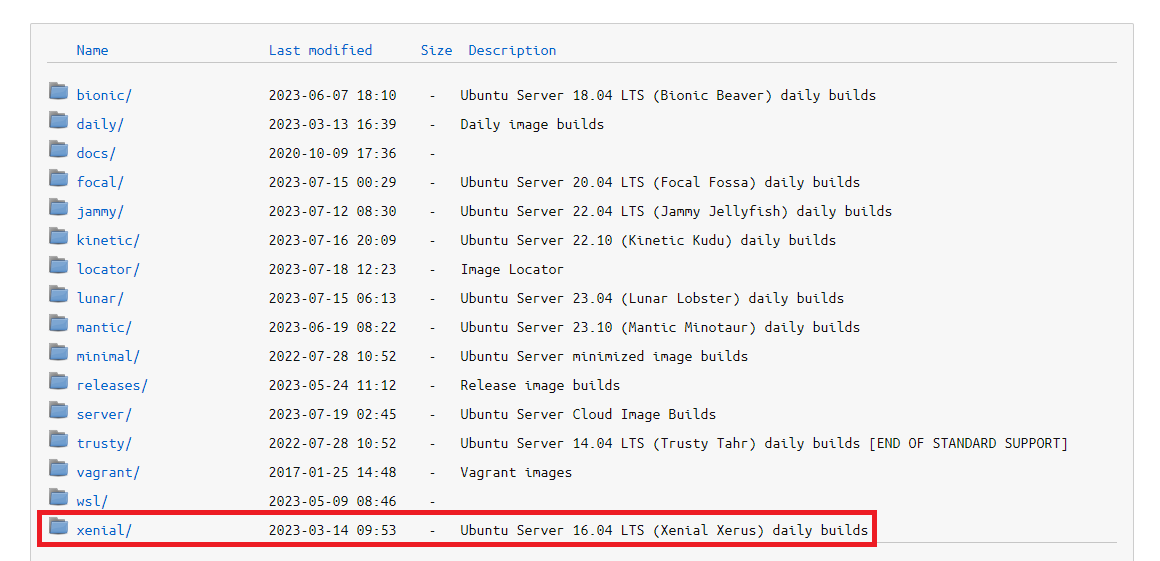 Name Last modified Size Description
bionic/ 2023-06-07 18:10 - Ubuntu Server 18.04 LTS (Bionic Beaver) daily builds
daily/ 2023-03-13 16:39 - Daily image builds
docs/ 2020-10-09 17:36 -
focal/ 2023-07-15 00:29 - Ubuntu Server 20.04 LTS (Focal Fossa) daily builds
jammy/ 2023-07-12 08:30 - Ubuntu Server 22.04 LTS (Jammy Jellyfish) daily builds
kinetic/ 2023-07-16 20:09 - Ubuntu Server 22.10 (Kinetic Kudu) daily builds
locator/ 2023-07-18 12:23 - Image Locator
lunar/ 2023-07-15 06:13 - Ubuntu Server 23.04 (Lunar Lobster) daily builds
mantic/ 2023-06-19 08:22 - Ubuntu Server 23.10 (Mantic Minotaur) daily builds
minimal/ 2022-07-28 10:52 - Ubuntu Server minimized image builds
releases/ 2023-05-24 11:12 - Release image builds
server/ 2023-07-19 02:45 - Ubuntu Server Cloud Image Builds
trusty/ 2022-07-28 10:52 - Ubuntu Server 14.04 LTS (Trusty Tahr) daily builds [END OF STANDARD SUPPORT]
vagrant/ 2017-01-25 14:48 - Vagrant images
wsl/ 2023-05-09 08:46 -
xenial/ 2023-03-14 09:53 - Ubuntu Server 16.04 LTS (Xenial Xerus) daily builds